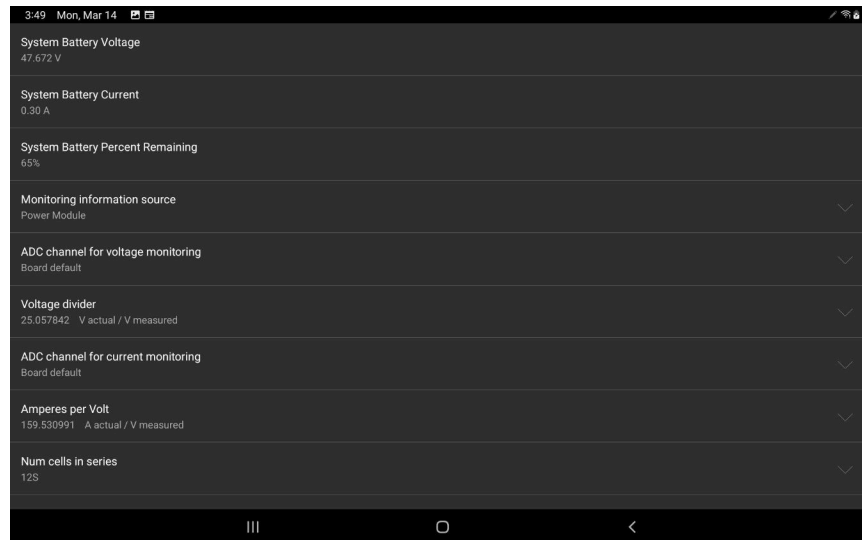 3:49 Mon, Mar 14
System Battery Voltage
47.672 V
System Battery Current
0.30 A
System Battery Percent Remaining
65%
Monitoring information source
Power Module
ADC channel for voltage monitoring
Board default
Voltage divider
25.057842 V actual / V measured
ADC channel for current monitoring
Board default
Amperes per Volt
159.530991 A actual / V measured
Num cells in series
12S